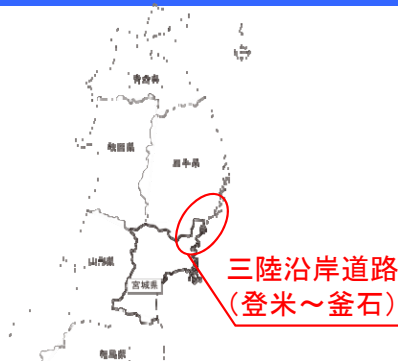 青森県
秋田県
岩手県
山形県
宮城県
三陸沿岸道路
(登米～釜石)
福島県